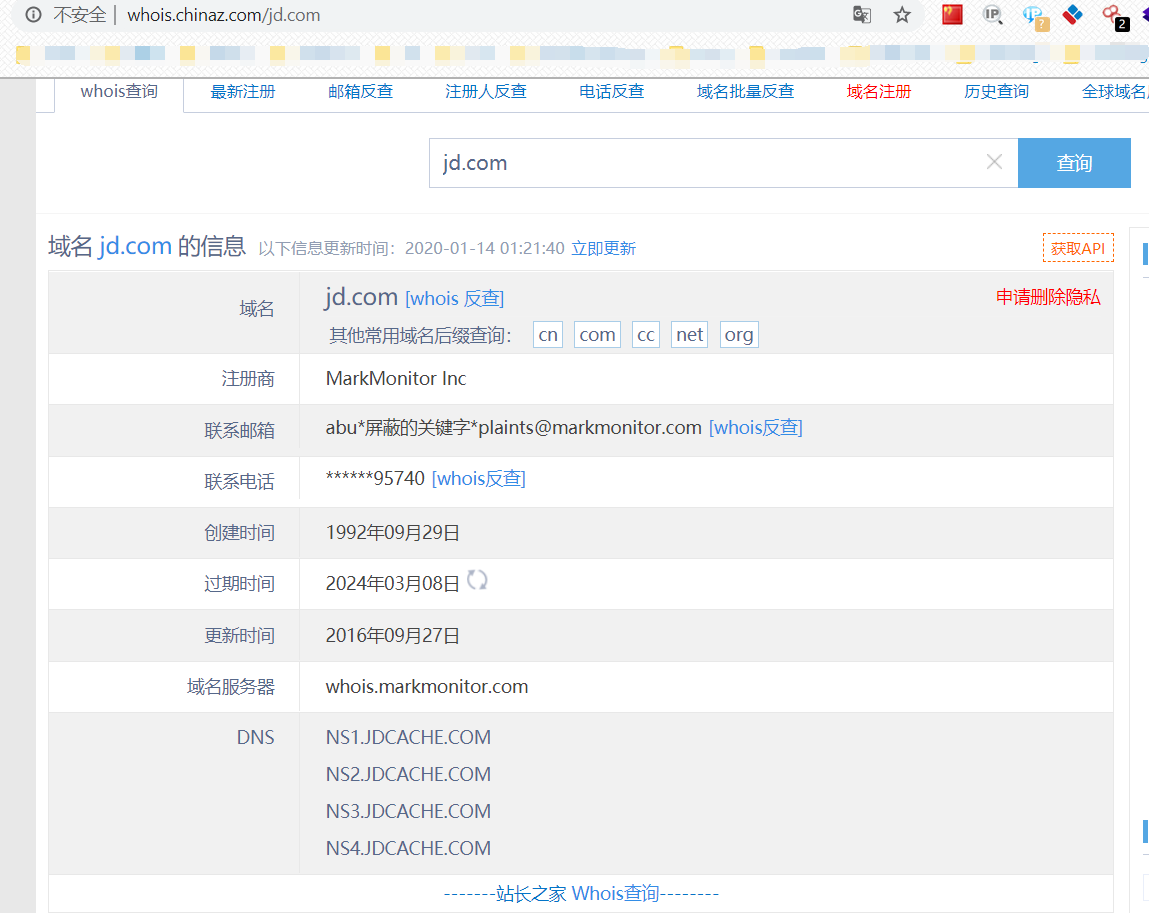 不安全 | whois.chinaz.com/jd.com
whois查询 最新注册 邮箱反查 注册人反查 电话反查 域名批量反查 域名注册 历史查询 全球域名
jd.com 查询
域名 jd.com 的信息 以下信息更新时间：2020-01-14 01:21:40 立即更新 获取API
域名 jd.com [whois 反查] 申请删除隐私
其他常用域名后缀查询： cn com cc net org
注册商 MarkMonitor Inc
联系邮箱 abu*屏蔽的关键字*plaints@markmonitor.com [whois反查]
联系电话 ******95740 [whois反查]
创建时间 1992年09月29日
过期时间 2024年03月08日
更新时间 2016年09月27日
域名服务器 whois.markmonitor.com
DNS NS1.JDCACHE.COM
NS2.JDCACHE.COM
NS3.JDCACHE.COM
NS4.JDCACHE.COM
-------站长之家 Whois查询--------